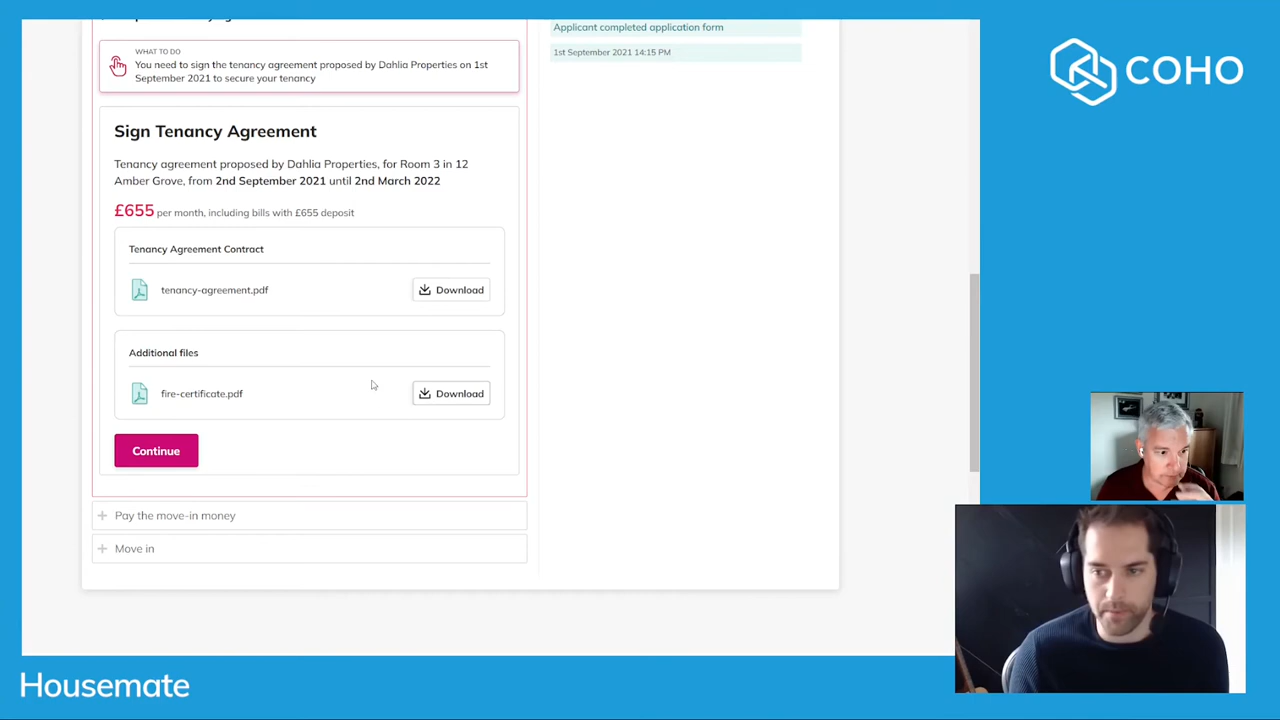 Applicant completed application form
1st September 2021 14:15 PM
COHO
WHAT TO DO
You need to sign the tenancy agreement proposed by Dahlia Properties on 1st
September 2021 to secure your tenancy
Sign Tenancy Agreement
Tenancy agreement proposed by Dahlia Properties, for Room 3 in 12
Amber Grove, from 2nd September 2021 until 2nd March 2022
£655 per month, including bills with £655 deposit
Tenancy Agreement Contract
tenancy-agreement.pdf
Download
Additional files
fire-certificate.pdf
Download
Continue
Pay the move-in money
Move in
Housemate